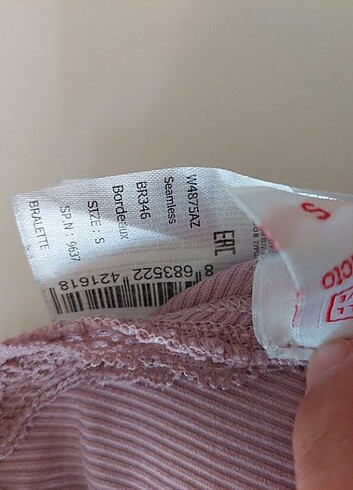 W4875AZ
Seamless
BR346
Bordeaux
SIZE : S
SP.N : 9637
BRALETTE
EAC
8 683522 421618
S